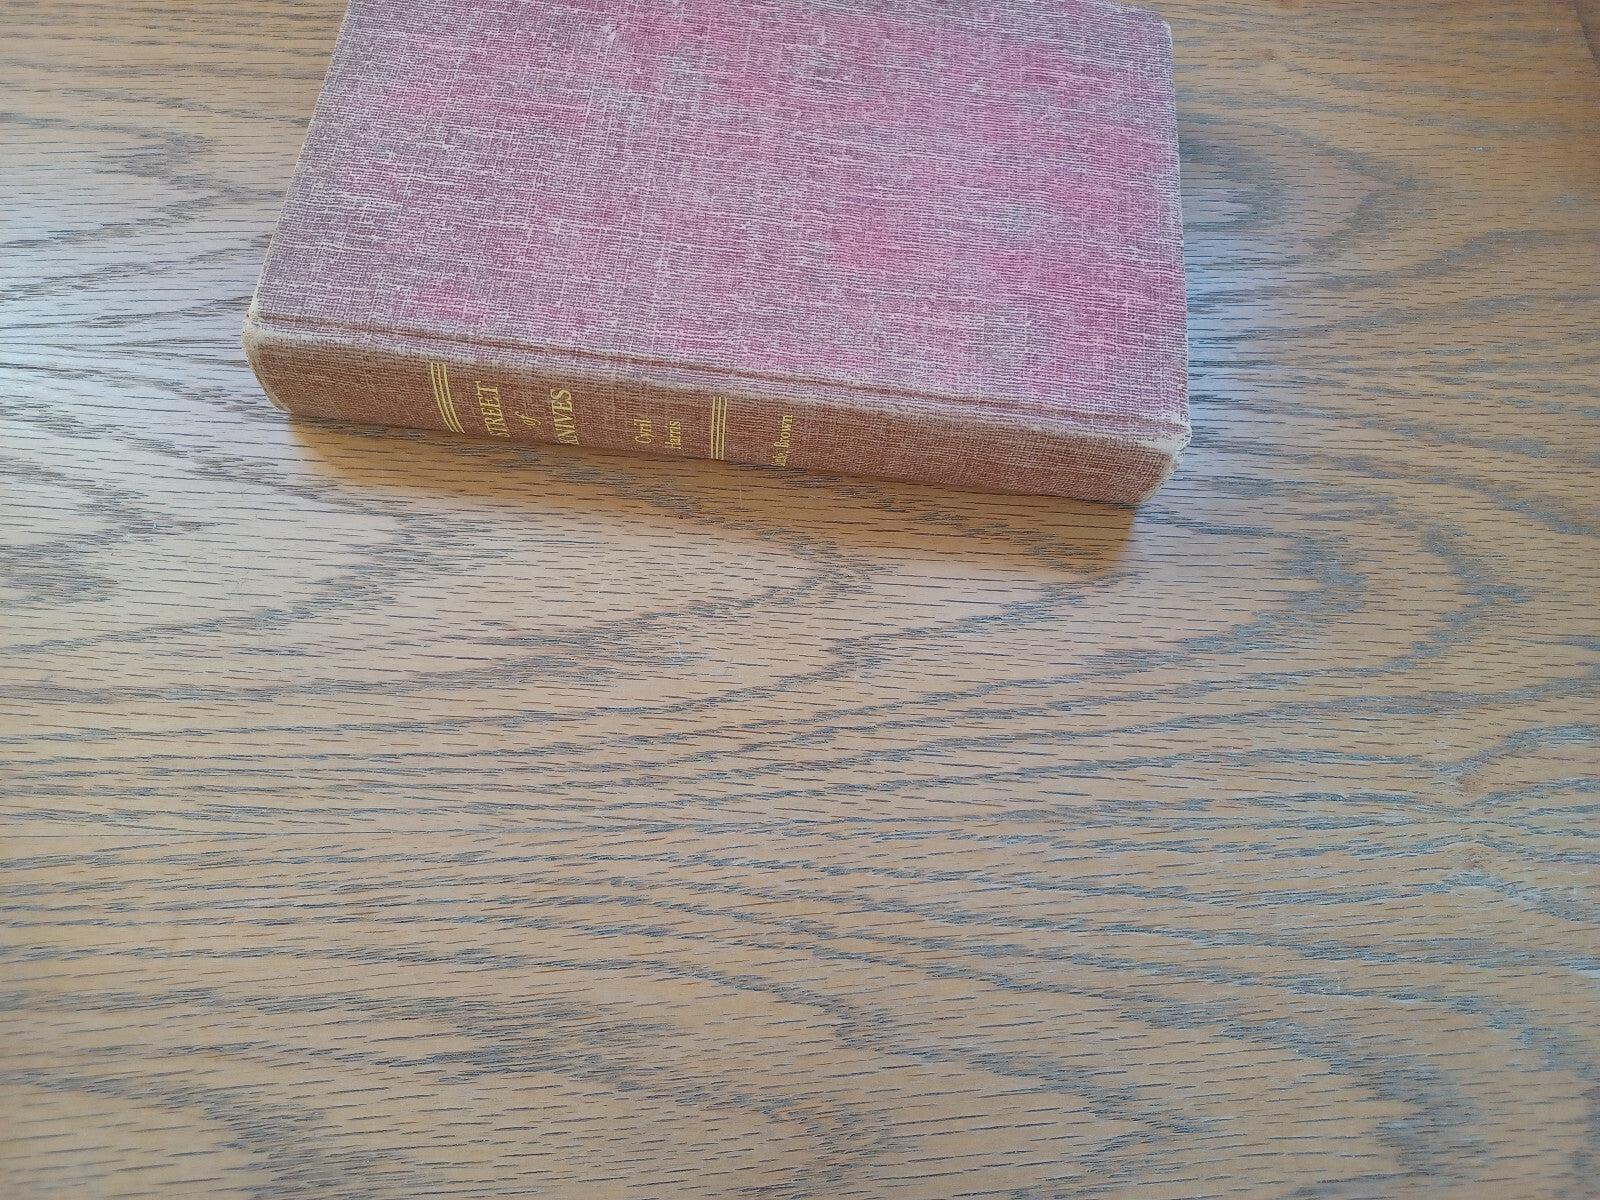 STREET
of
KNIVES
Cyril
Harris
Little, Brown